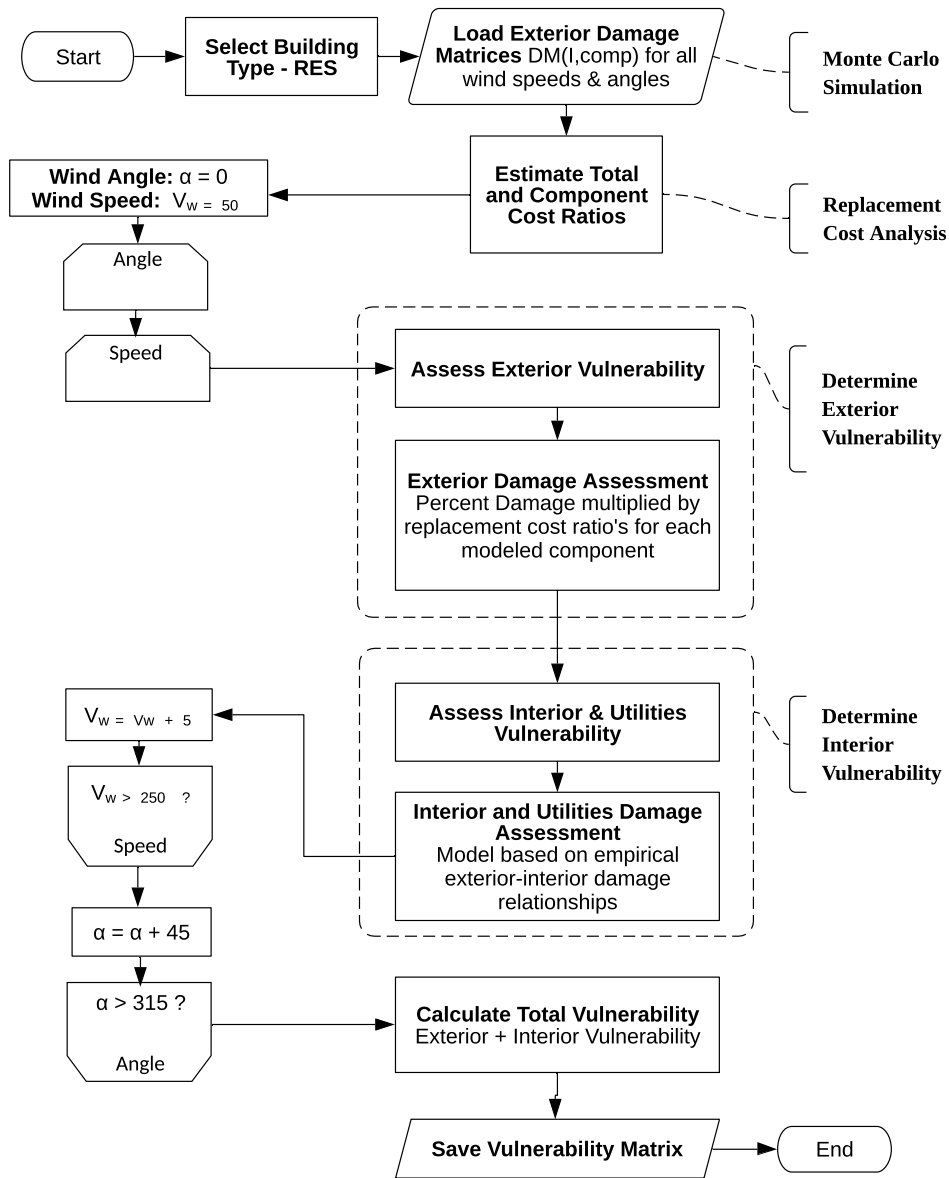 Start
Select Building
Type - RES
Load Exterior Damage
Matrices DM(I,comp) for all
wind speeds & angles
Monte Carlo
Simulation
Estimate Total
and Component
Cost Ratios
Replacement
Cost Analysis
Wind Angle: α = 0
Wind Speed: Vw = 50
Angle
Speed
Assess Exterior Vulnerability
Exterior Damage Assessment
Percent Damage multiplied by
replacement cost ratio's for each
modeled component
Determine
Exterior
Vulnerability
Assess Interior & Utilities
Vulnerability
Interior and Utilities Damage
Assessment
Model based on empirical
exterior-interior damage
relationships
Determine
Interior
Vulnerability
Vw = Vw + 5
Vw > 250 ?
Speed
α = α + 45
α > 315 ?
Angle
Calculate Total Vulnerability
Exterior + Interior Vulnerability
Save Vulnerability Matrix
End